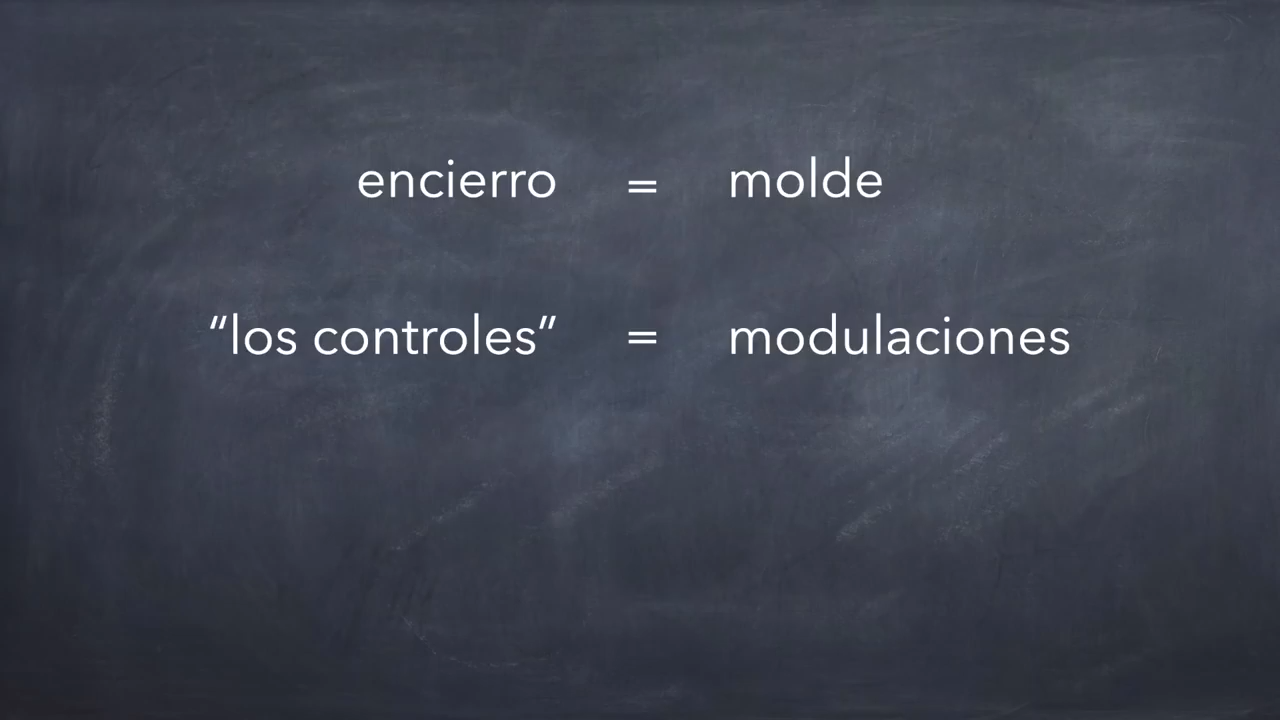 encierro = molde
“los controles” = modulaciones